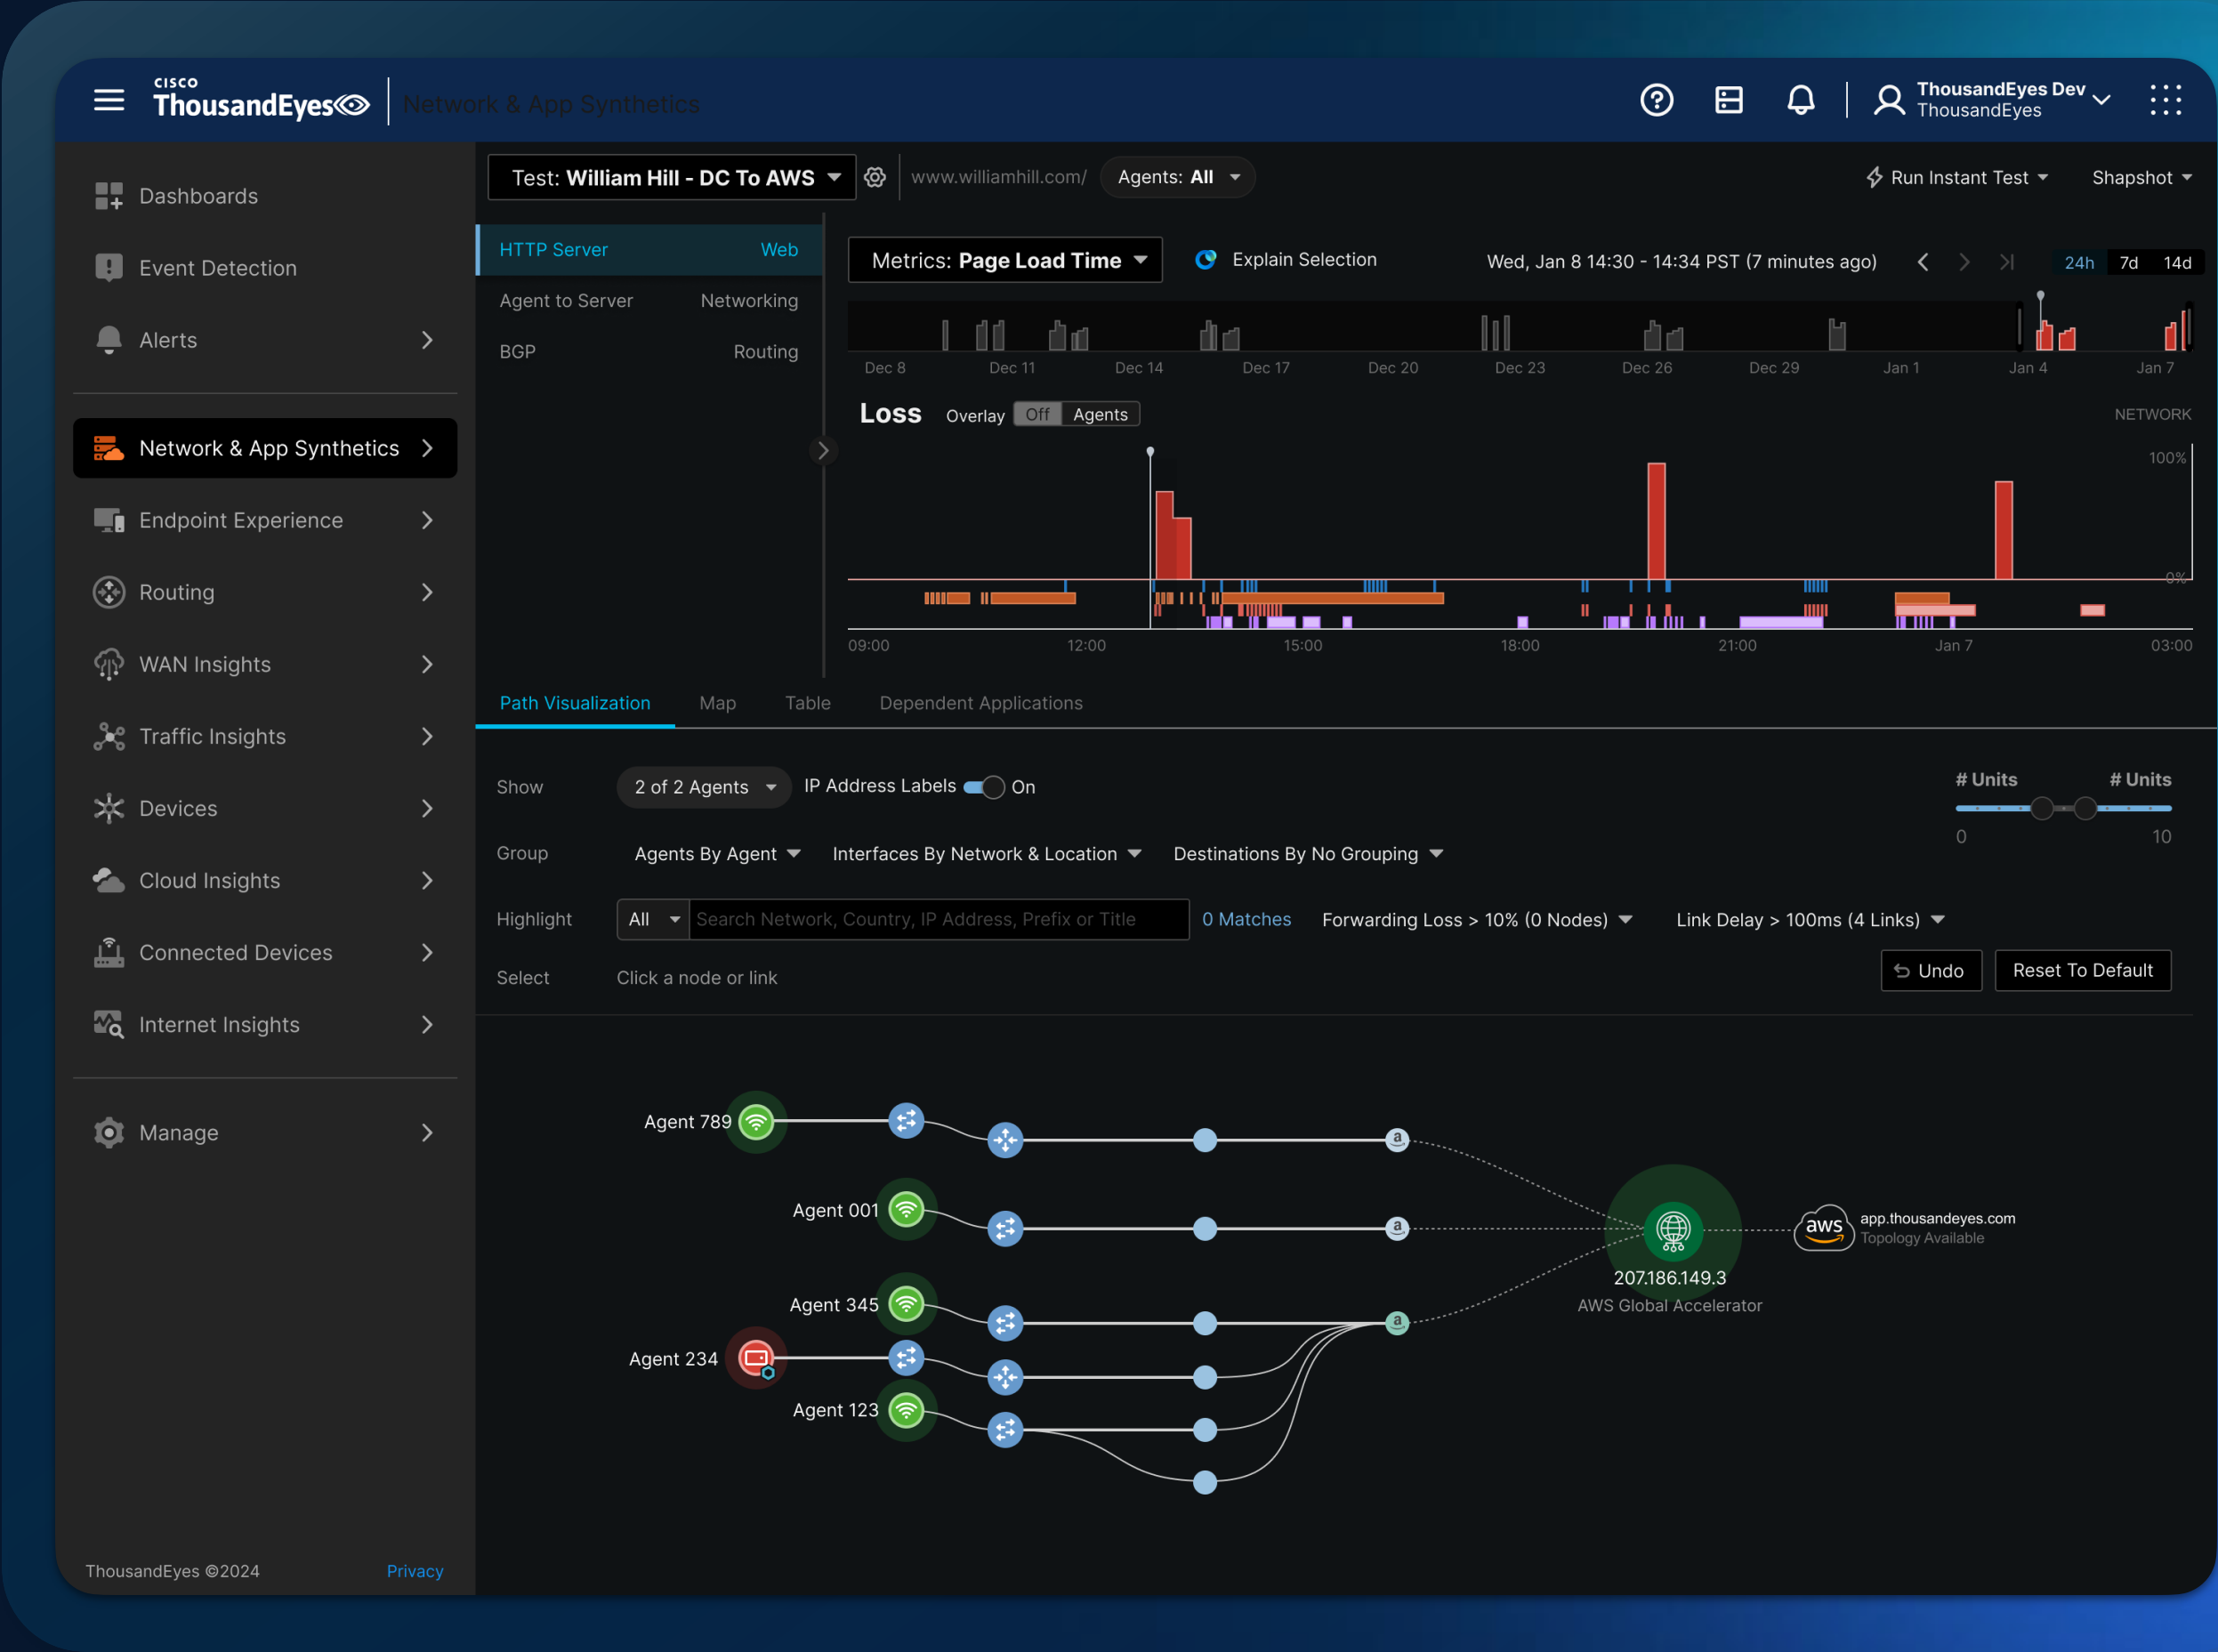 CISCO
ThousandEyes
Network & App Synthetics
ThousandEyes Dev
ThousandEyes
Dashboards
Event Detection
Alerts
Network & App Synthetics
Endpoint Experience
Routing
WAN Insights
Traffic Insights
Devices
Cloud Insights
Connected Devices
Internet Insights
Manage
ThousandEyes ©2024 Privacy
Test: William Hill - DC To AWS
www.williamhill.com/
Agents: All
Run Instant Test
Shapshot
HTTP Server Web
Agent to Server Networking
BGP Routing
Metrics: Page Load Time
Explain Selection
Wed, Jan 8 14:30 - 14:34 PST (7 minutes ago)
24h 7d 14d
Dec 8 Dec 11 Dec 14 Dec 17 Dec 20 Dec 23 Dec 26 Dec 29 Jan 1 Jan 4 Jan 7
Loss Overlay Off Agents
NETWORK
100%
0%
09:00 12:00 15:00 18:00 21:00 Jan 7 03:00
Path Visualization Map Table Dependent Applications
Show 2 of 2 Agents IP Address Labels On
# Units # Units
0 10
Group Agents By Agent Interfaces By Network & Location Destinations By No Grouping
Highlight All Search Network, Country, IP Address, Prefix or Title 0 Matches Forwarding Loss > 10% (0 Nodes) Link Delay > 100ms (4 Links)
Select Click a node or link
Undo Reset To Default
Agent 789
a
Agent 001
a
Agent 345
a
Agent 234
Agent 123
207.186.149.3
AWS Global Accelerator
aws
app.thousandeyes.com
Topology Available